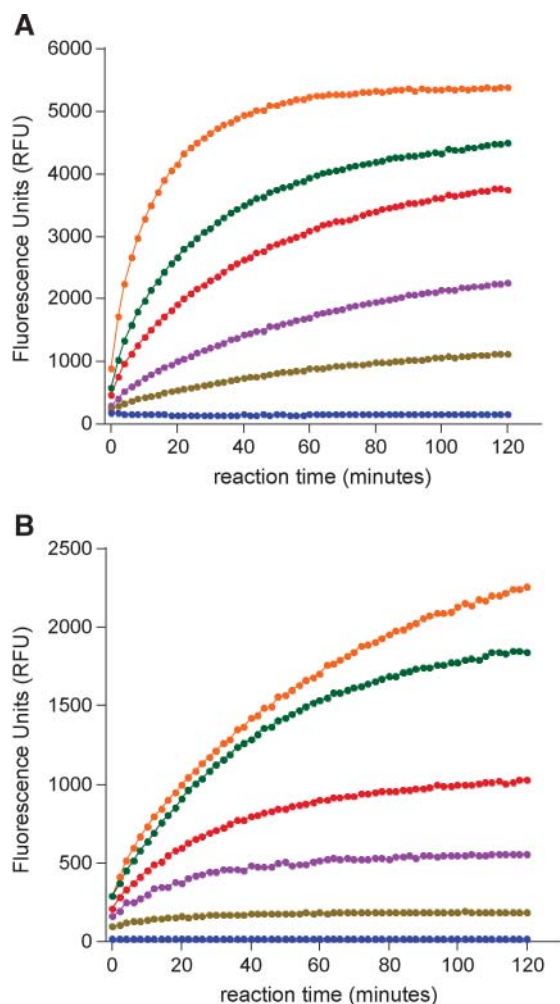 A
6000
5000
4000
3000
2000
1000
0
Fluorescence Units (RFU)
0 20 40 60 80 100 120
reaction time (minutes)
B
2500
2000
1500
1000
500
0
Fluorescence Units (RFU)
0 20 40 60 80 100 120
reaction time (minutes)